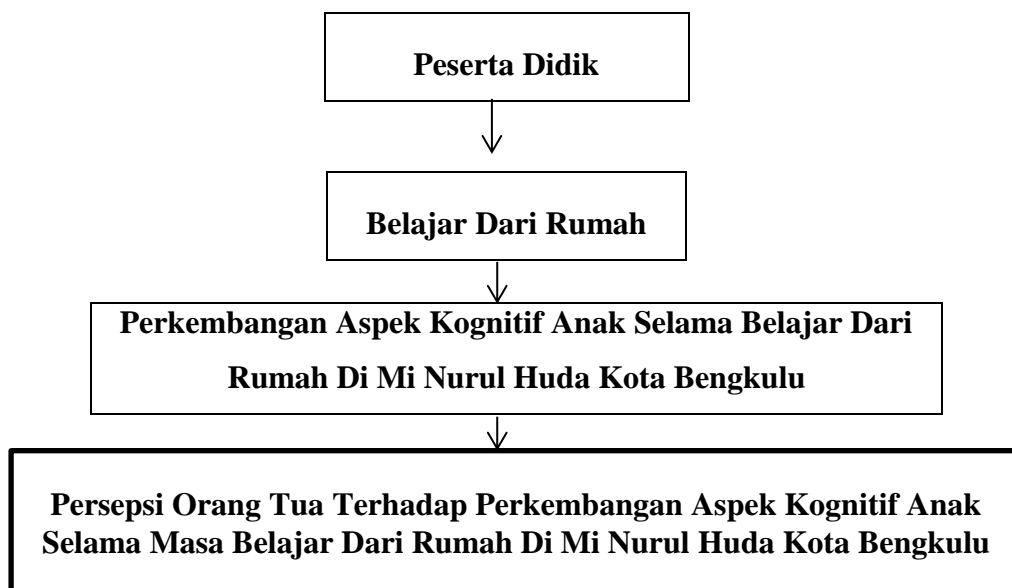 Peserta Didik
Belajar Dari Rumah
Perkembangan Aspek Kognitif Anak Selama Belajar Dari
Rumah Di Mi Nurul Huda Kota Bengkulu
Persepsi Orang Tua Terhadap Perkembangan Aspek Kognitif Anak
Selama Masa Belajar Dari Rumah Di Mi Nurul Huda Kota Bengkulu